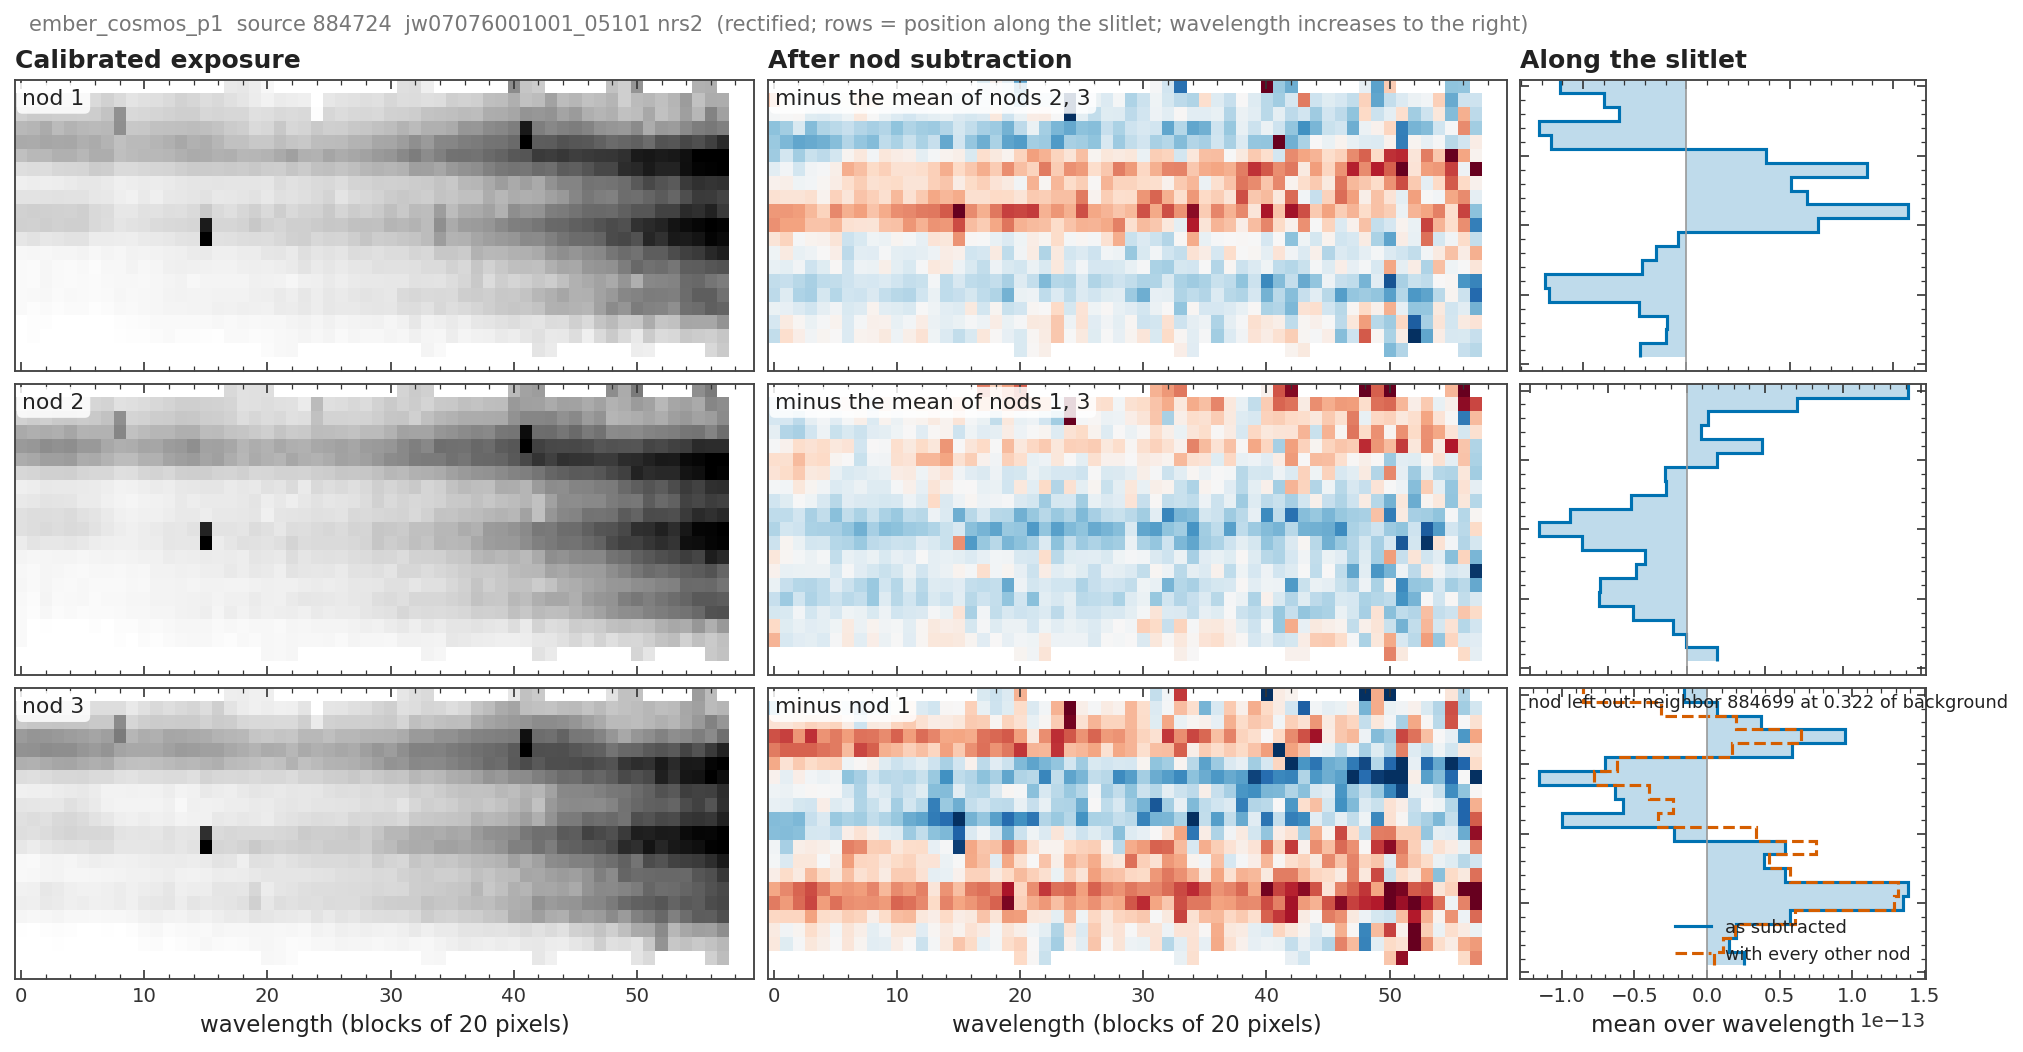 ember_cosmos_p1 source 884724 jw07076001001_05101 nrs2 (rectified; rows = position along the slitlet; wavelength increases to the right)
Calibrated exposure
After nod subtraction
Along the slitlet
nod 1
minus the mean of nods 2, 3
nod 2
minus the mean of nods 1, 3
nod 3
minus nod 1
nod left out: neighbor 884699 at 0.322 of background
as subtracted
with every other nod
0 10 20 30 40 50
0 10 20 30 40 50
−1.0 −0.5 0.0 0.5 1.0 1.5
wavelength (blocks of 20 pixels)
wavelength (blocks of 20 pixels)
mean over wavelength
1e−13